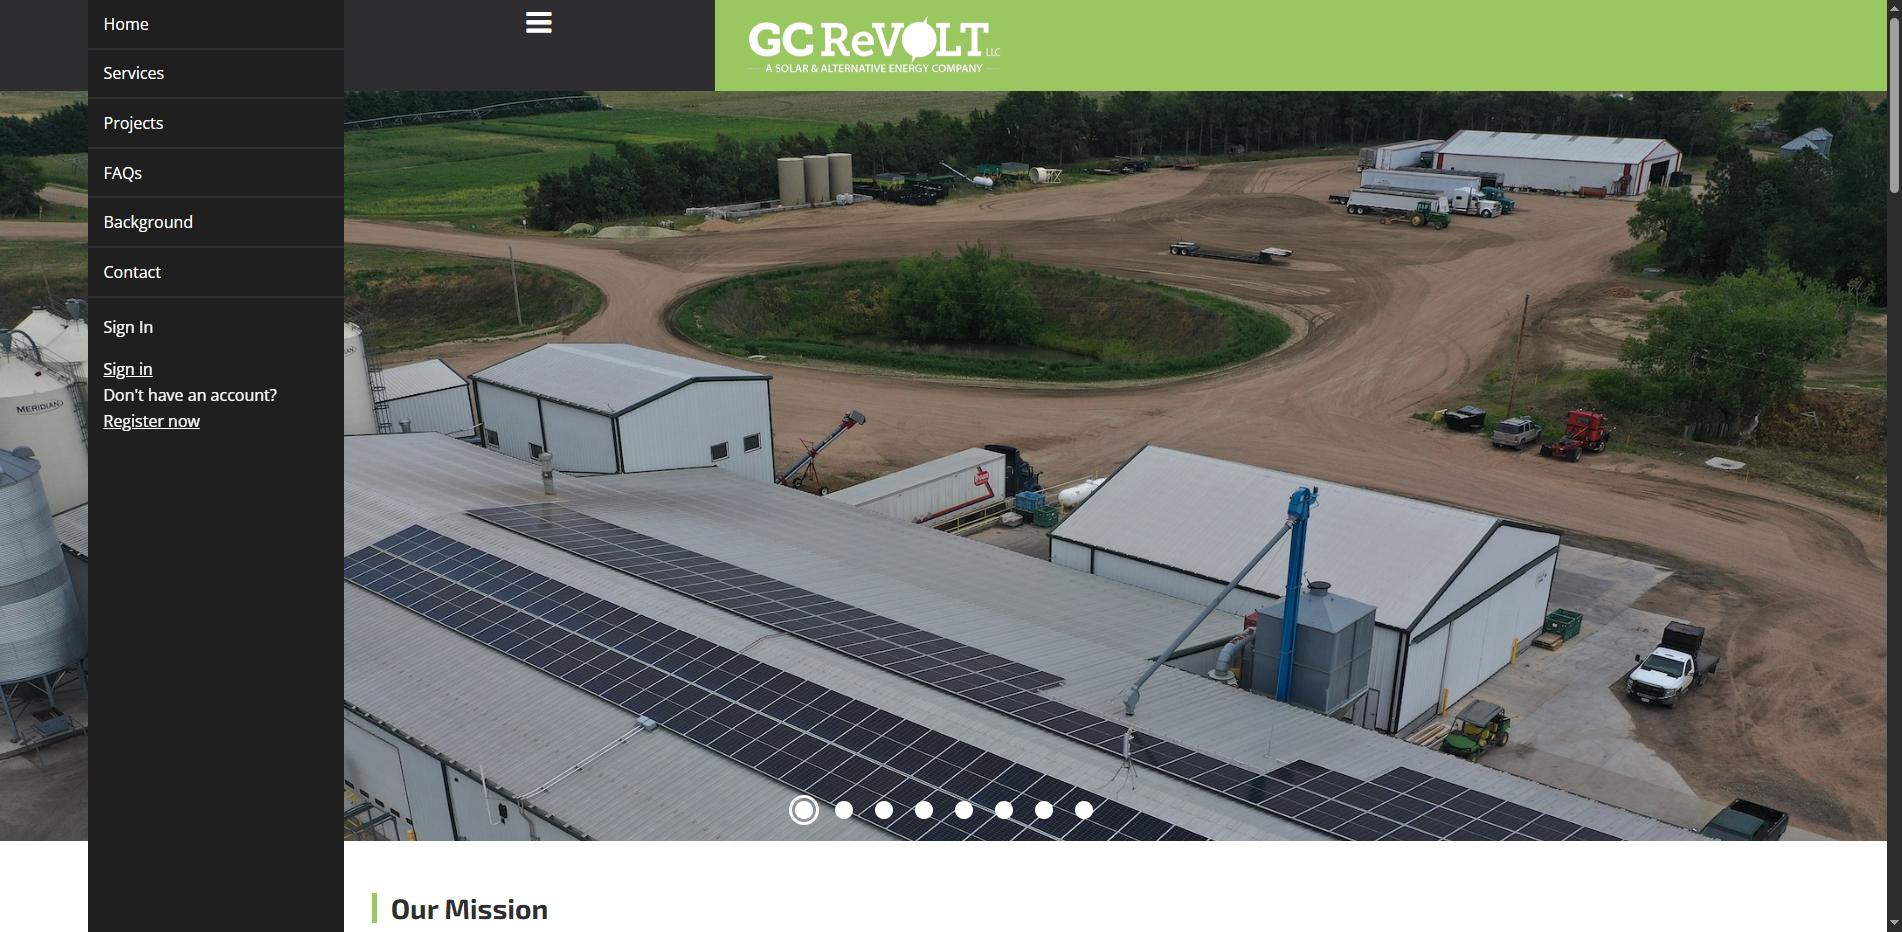 Home
Services
Projects
FAQs
Background
Contact
Sign In
Sign in
Don't have an account?
Register now
GC ReVOLT LLC
A SOLAR & ALTERNATIVE ENERGY COMPANY
MERIDIAN
Our Mission